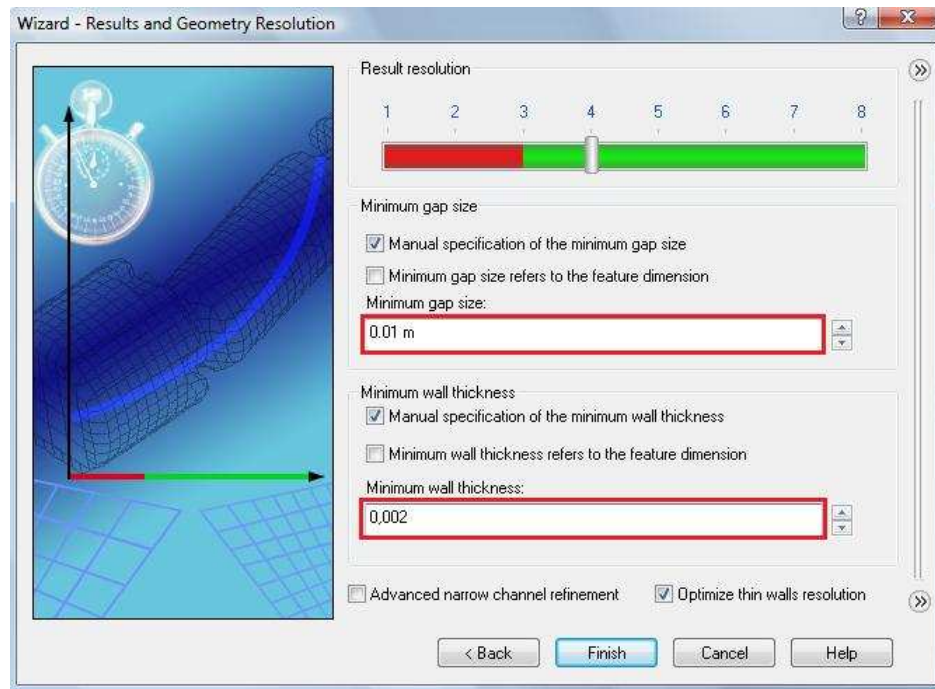 Wizard - Results and Geometry Resolution
Result resolution
1 2 3 4 5 6 7 8
Minimum gap size
Manual specification of the minimum gap size
Minimum gap size refers to the feature dimension
Minimum gap size:
0.01 m
Minimum wall thickness
Manual specification of the minimum wall thickness
Minimum wall thickness refers to the feature dimension
Minimum wall thickness:
0,002
Advanced narrow channel refinement Optimize thin walls resolution
< Back Finish Cancel Help